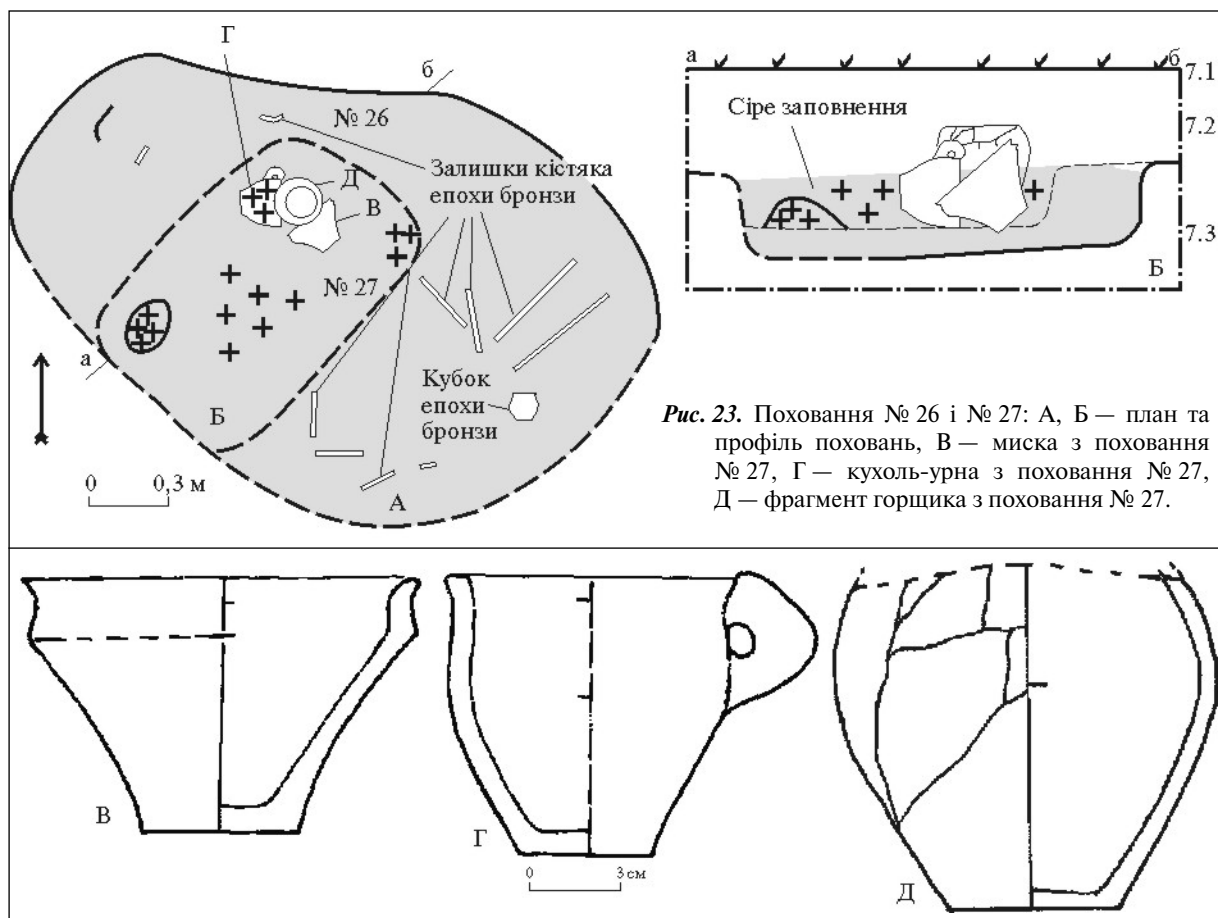 Г
б
№ 26
Залишки кістяка
епохи бронзи
Д
В
№ 27
а
Б
Кубок
епохи
бронзи
А
0 0,3 м
а
б
7.1
Сіре заповнення
7.2
7.3
Б
Рис. 23. Поховання № 26 і № 27: А, Б — план та
профіль поховань, В — миска з поховання
№ 27, Г — кухоль-урна з поховання № 27,
Д — фрагмент горщика з поховання № 27.
В
Г
0 3 см
Д